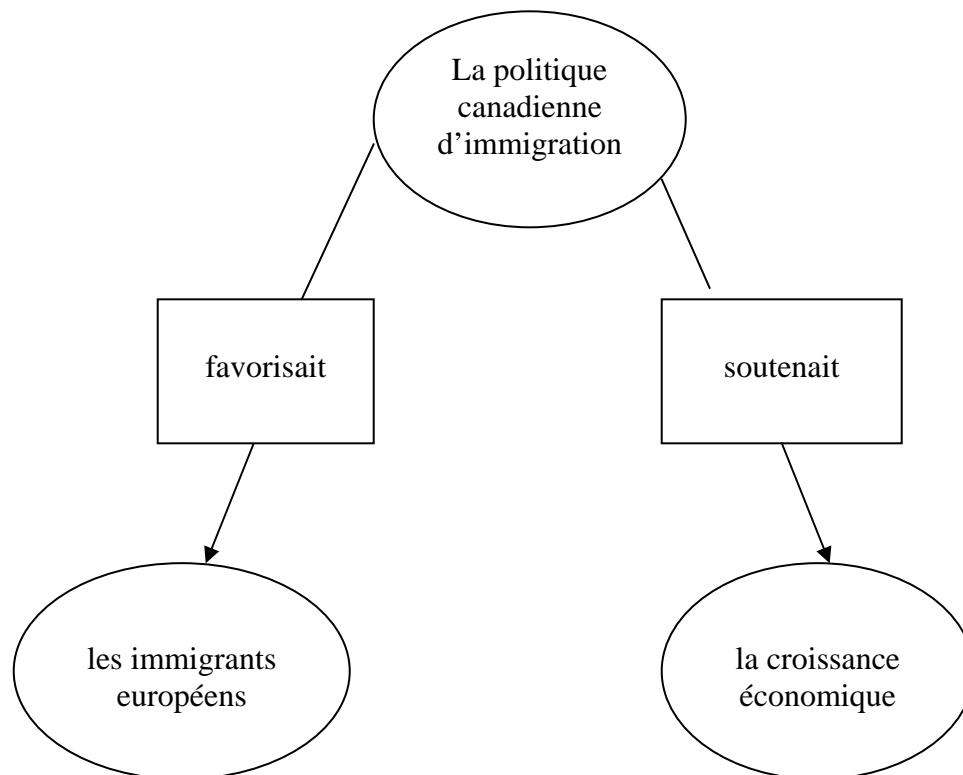 La politique
canadienne
d’immigration
favorisait
soutenait
les immigrants
européens
la croissance
économique